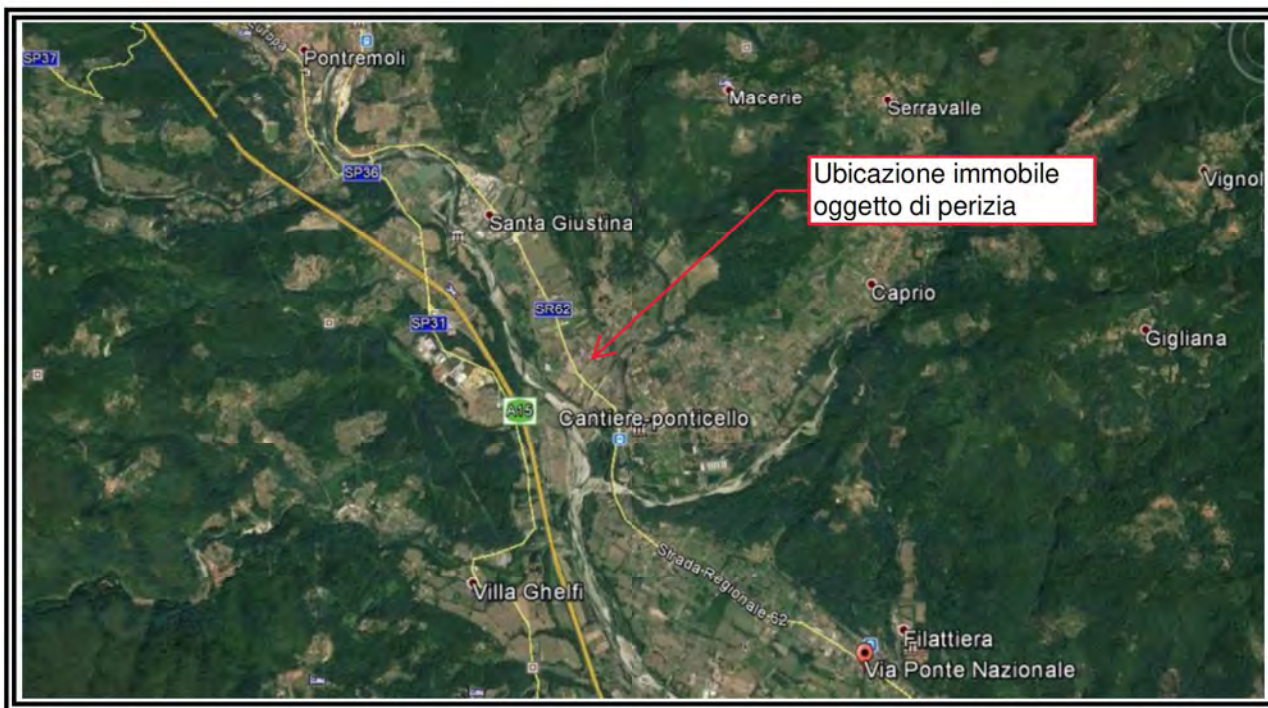 Europa
SP37
Pontremoli
Macerie
Serravalle
Ubicazione immobile
oggetto di perizia
SP36
Vignol
Santa Giustina
Caprio
SR62
SP31
Gigliana
A15
Cantiere-ponticello
Strada Regionale 62
Villa Ghelfi
Filattiera
Via Ponte Nazionale